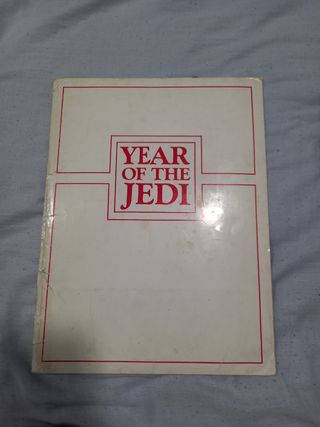 YEAR
OF THE
JEDI